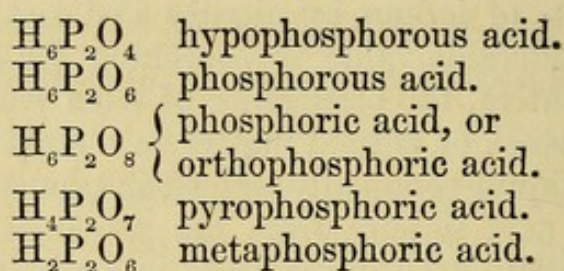 H₆P₂O₄ hypophosphorous acid.
H₆P₂O₆ phosphorous acid.
H₆P₂O₈ { phosphoric acid, or
orthophosphoric acid.
H₄P₂O₇ pyrophosphoric acid.
H₂P₂O₆ metaphosphoric acid.